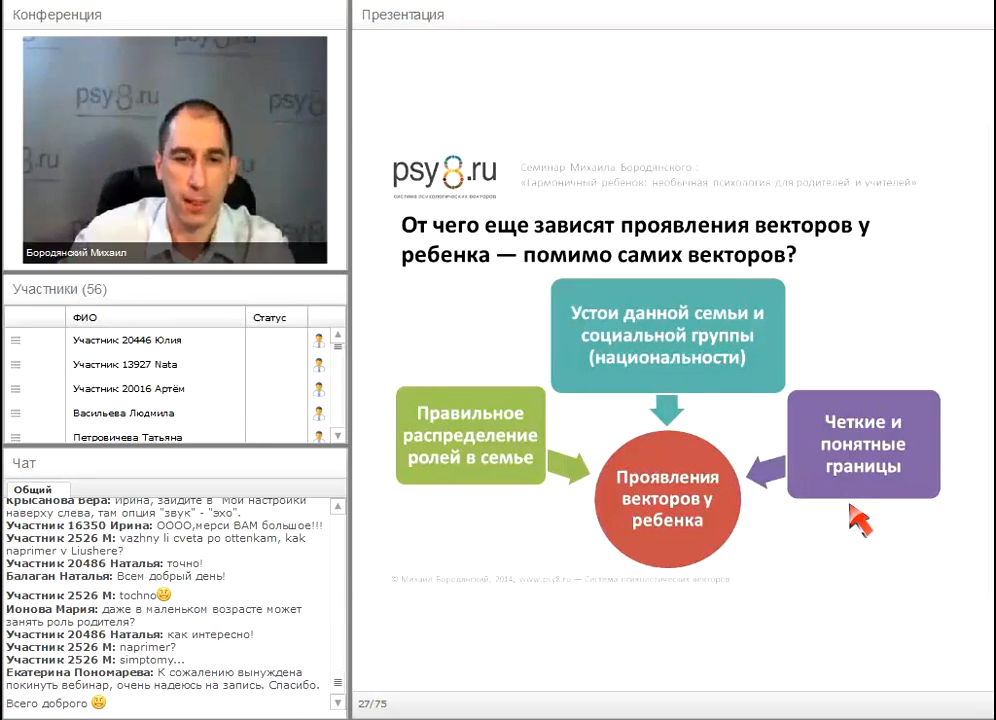 Конференция
psy8.ru
Бородянский Михаил
Участники (56)
ФИО
Статус
Участник 20446 Юлия
Участник 13927 Nata
Участник 20016 Артём
Васильева Людмила
Петровичева Татьяна
Чат
Общий
Крысанова Вера: Ирина, зайдите в "Мои настройки
наверху слева, там опция "звук" - "эхо".
Участник 16350 Ирина: ОООО,мерси ВАМ большое!!!
Участник 2526 М: vazhny li cveta po ottenkam, kak
naprimer v Liushere?
Участник 20486 Наталья: точно!
Балаган Наталья: Всем добрый день!
Участник 2526 М: tochno
Ионова Мария: даже в маленьком возрасте может
занять роль родителя?
Участник 20486 Наталья: как интересно!
Участник 2526 М: naprimer?
Участник 2526 М: simptomy...
Екатерина Пономарева: К сожалению вынуждена
покинуть вебинар, очень надеюсь на запись. Спасибо.
Всего доброго
Презентация
psy8.ru
система психологических векторов
Семинар Михаила Бородянского :
«Гармоничный ребенок: необычная психология для родителей и учителей»
От чего еще зависят проявления векторов у
ребенка — помимо самих векторов?
Устои данной семьи и
социальной группы
(национальности)
Правильное
распределение
ролей в семье
Четкие и
понятные
границы
Проявления
векторов у
ребенка
© Михаил Бородянский, 2014, www.psy8.ru — Система психологических векторов
27/75